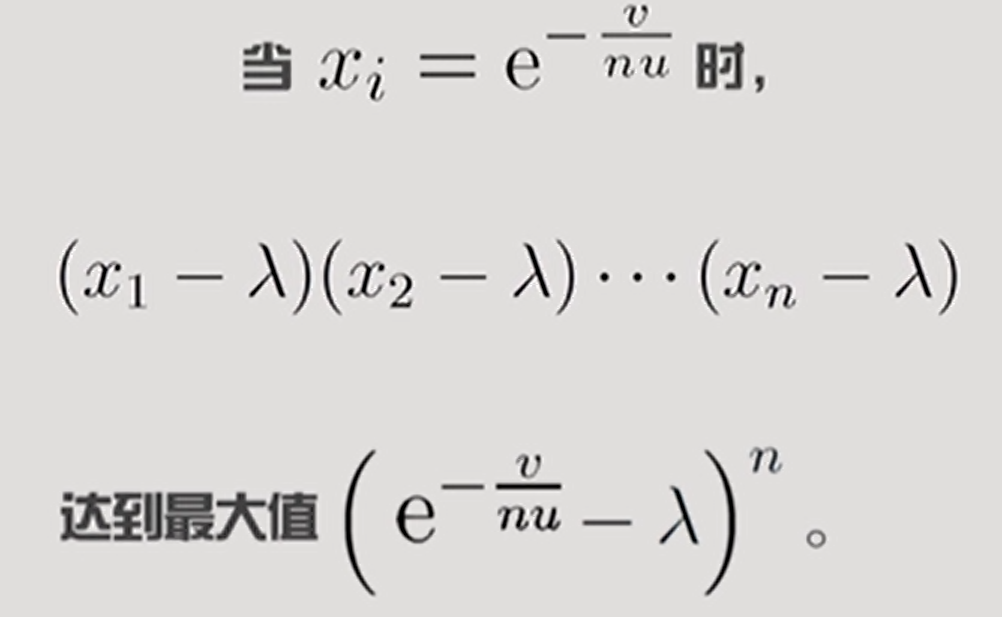 当 $x_i = \mathrm{e}^{-\frac{v}{nu}}$ 时，
$(x_1 - \lambda)(x_2 - \lambda) \cdots (x_n - \lambda)$
达到最大值 $\left( \mathrm{e}^{-\frac{v}{nu}} - \lambda \right)^n$ 。